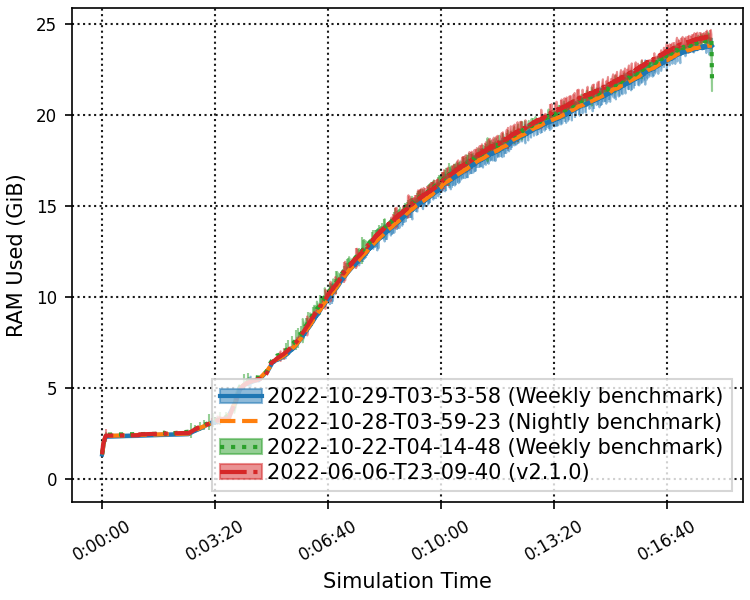 25
20
15
10
5
0
RAM Used (GiB)
2022-10-29-T03-53-58 (Weekly benchmark)
2022-10-28-T03-59-23 (Nightly benchmark)
2022-10-22-T04-14-48 (Weekly benchmark)
2022-06-06-T23-09-40 (v2.1.0)
0:00:00
0:03:20
0:06:40
0:10:00
0:13:20
0:16:40
Simulation Time